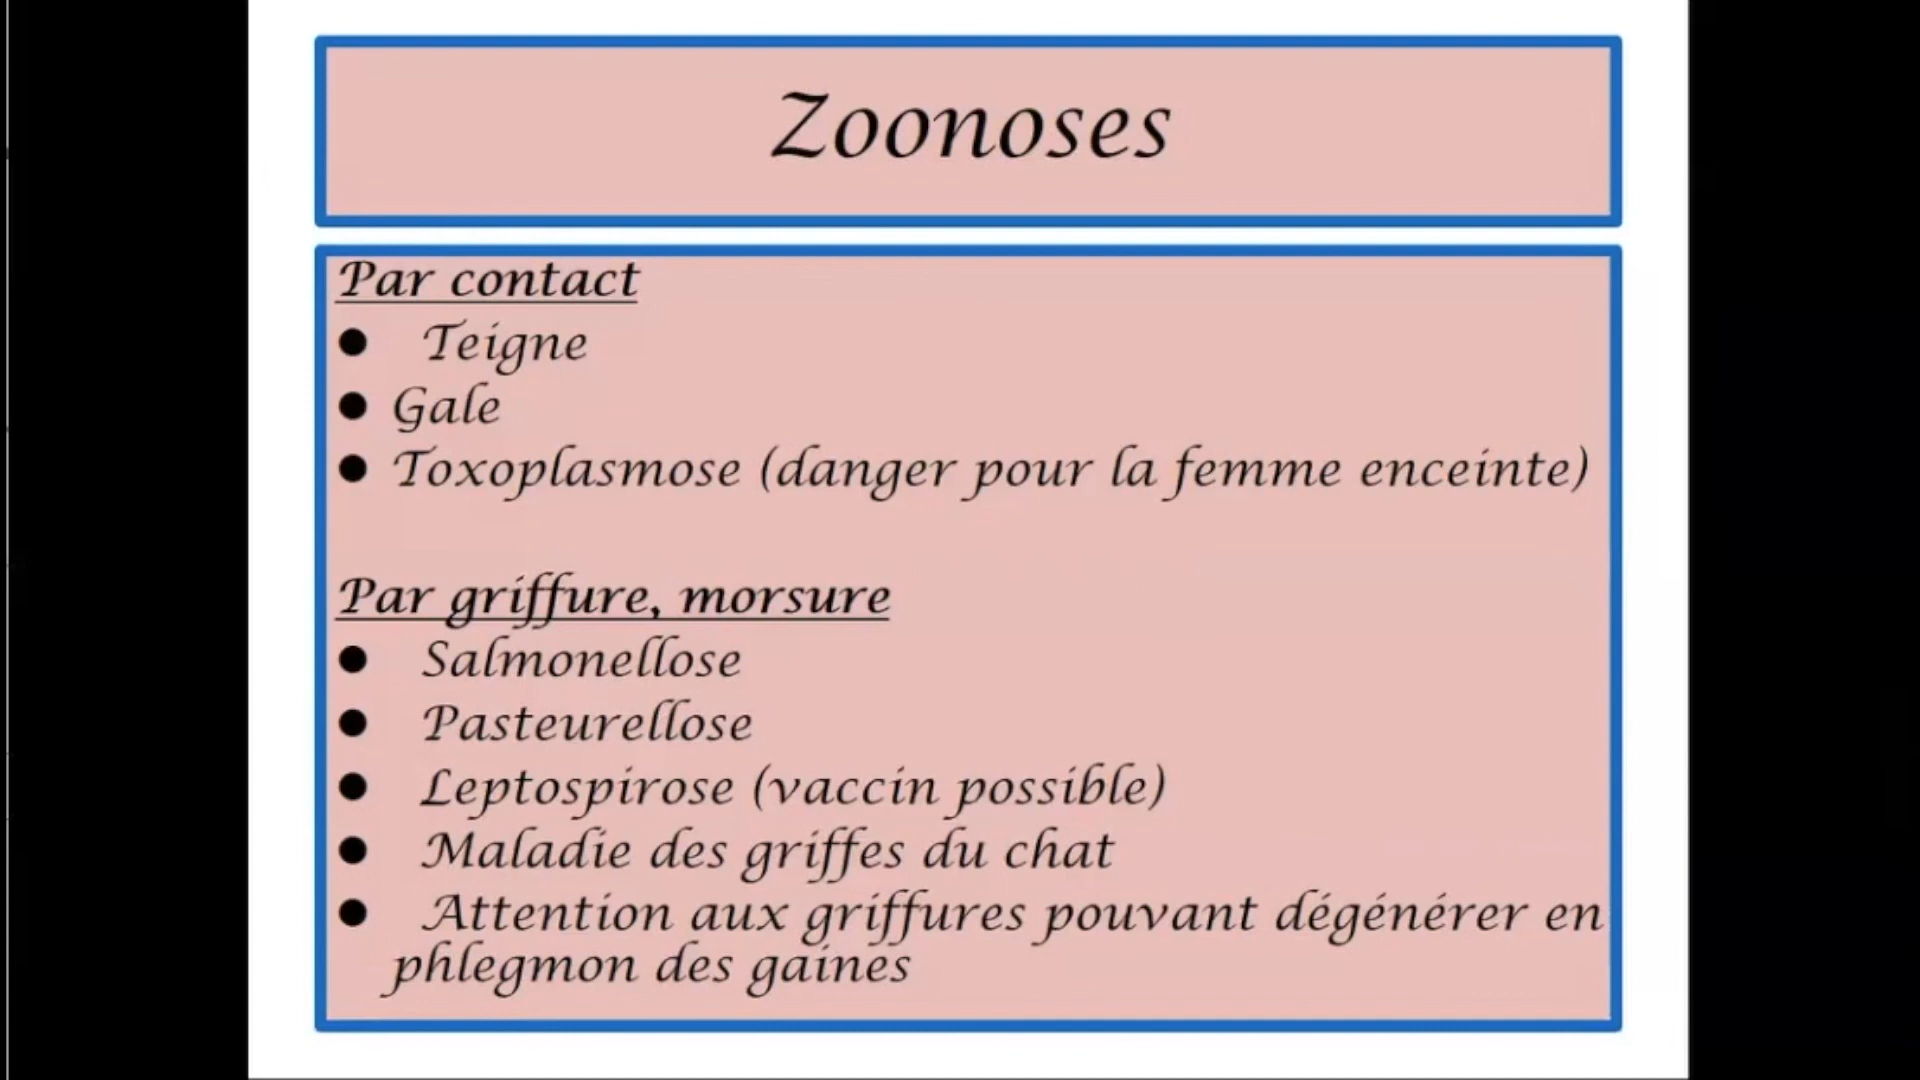 Zoonoses
Par contact
● Teigne
● Gale
● Toxoplasmose (danger pour la femme enceinte)
Par griffure, morsure
● Salmonellose
● Pasteurellose
● Leptospirose (vaccin possible)
● Maladie des griffes du chat
● Attention aux griffures pouvant dégénérer en
phlegmon des gaines